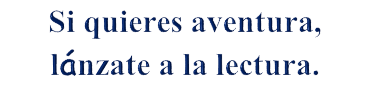 Si quieres aventura,
lánzate a la lectura.